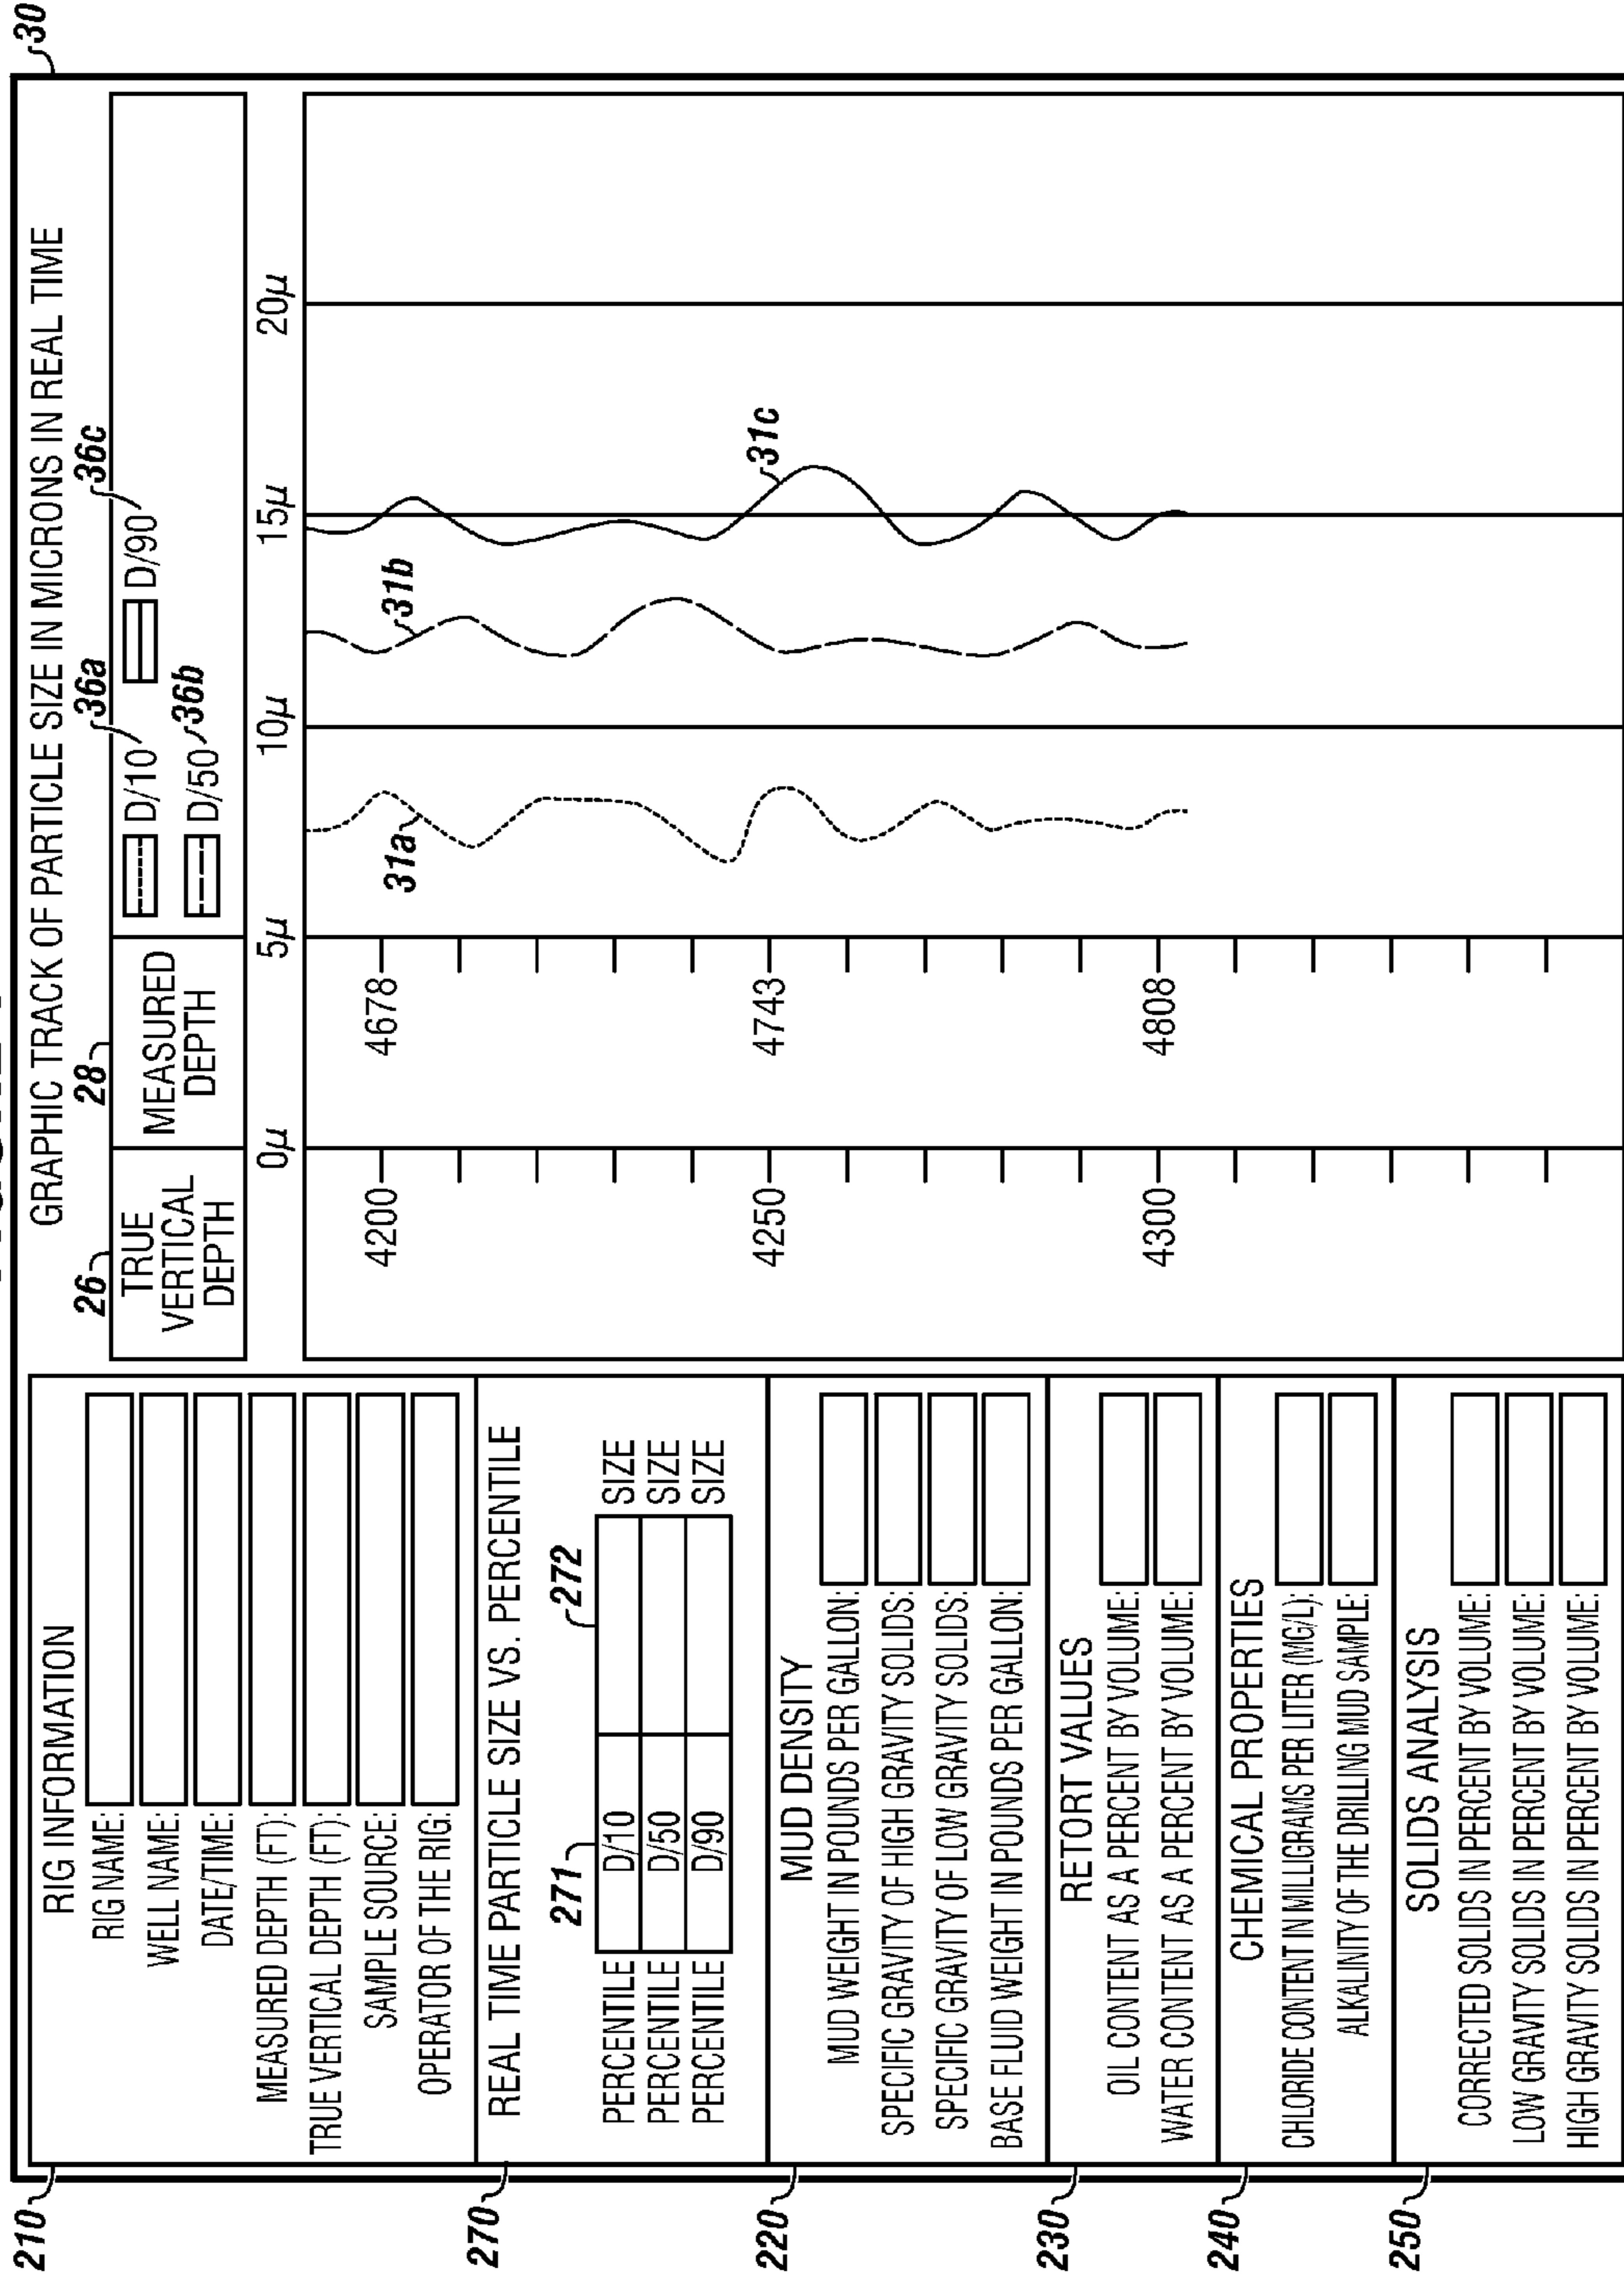 30
210
RIG INFORMATION
RIG NAME:
WELL NAME:
DATE/TIME:
MEASURED DEPTH (FT):
TRUE VERTICAL DEPTH (FT):
SAMPLE SOURCE:
OPERATOR OF THE RIG:
270
REAL TIME PARTICLE SIZE VS. PERCENTILE
271
272
PERCENTILE D/10 SIZE
PERCENTILE D/50 SIZE
PERCENTILE D/90 SIZE
220
MUD DENSITY
MUD WEIGHT IN POUNDS PER GALLON:
SPECIFIC GRAVITY OF HIGH GRAVITY SOLIDS:
SPECIFIC GRAVITY OF LOW GRAVITY SOLIDS:
BASE FLUID WEIGHT IN POUNDS PER GALLON:
230
RETORT VALUES
OIL CONTENT AS A PERCENT BY VOLUME:
WATER CONTENT AS A PERCENT BY VOLUME:
240
CHEMICAL PROPERTIES
CHLORIDE CONTENT IN MILLIGRAMS PER LITER (MG/L):
ALKALINITY OF THE DRILLING MUD SAMPLE:
250
SOLIDS ANALYSIS
CORRECTED SOLIDS IN PERCENT BY VOLUME:
LOW GRAVITY SOLIDS IN PERCENT BY VOLUME:
HIGH GRAVITY SOLIDS IN PERCENT BY VOLUME:
GRAPHIC TRACK OF PARTICLE SIZE IN MICRONS IN REAL TIME
26
28
36a
36c
TRUE
VERTICAL
DEPTH
MEASURED
DEPTH
D/10
D/90
D/50
36b
0μ 5μ 10μ 15μ 20μ
4200 4678
31a
31b
4250 4743
31c
4300 4808